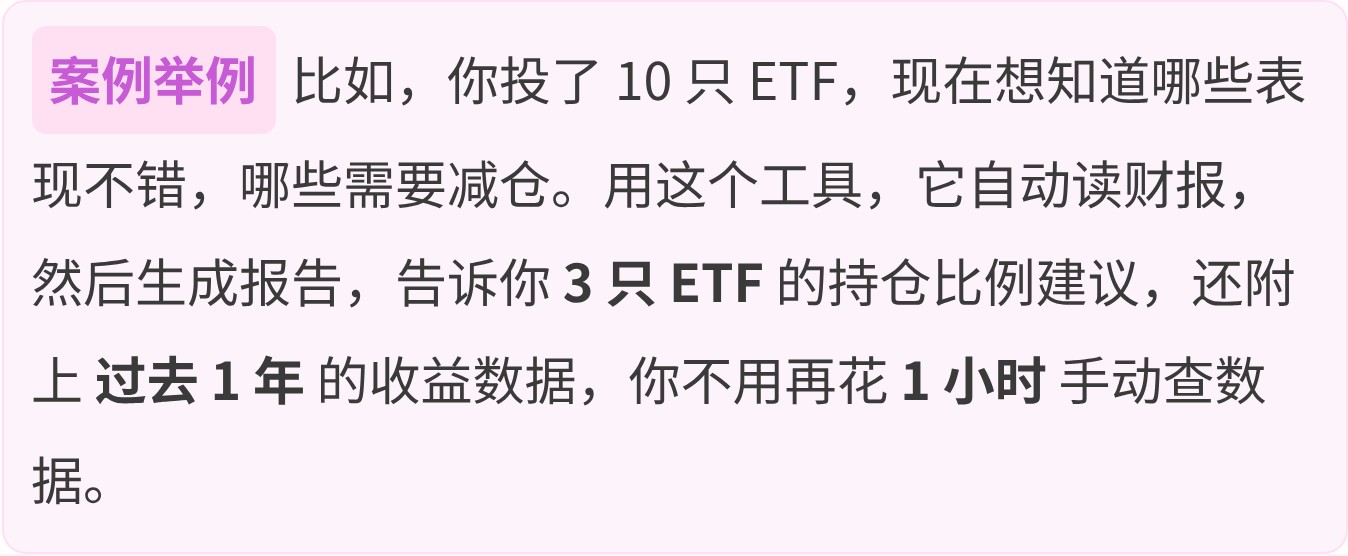 案例举例 比如，你投了 10 只 ETF，现在想知道哪些表
现不错，哪些需要减仓。用这个工具，它自动读财报，
然后生成报告，告诉你 3 只 ETF 的持仓比例建议，还附
上 过去 1 年 的收益数据，你不用再花 1 小时 手动查数
据。